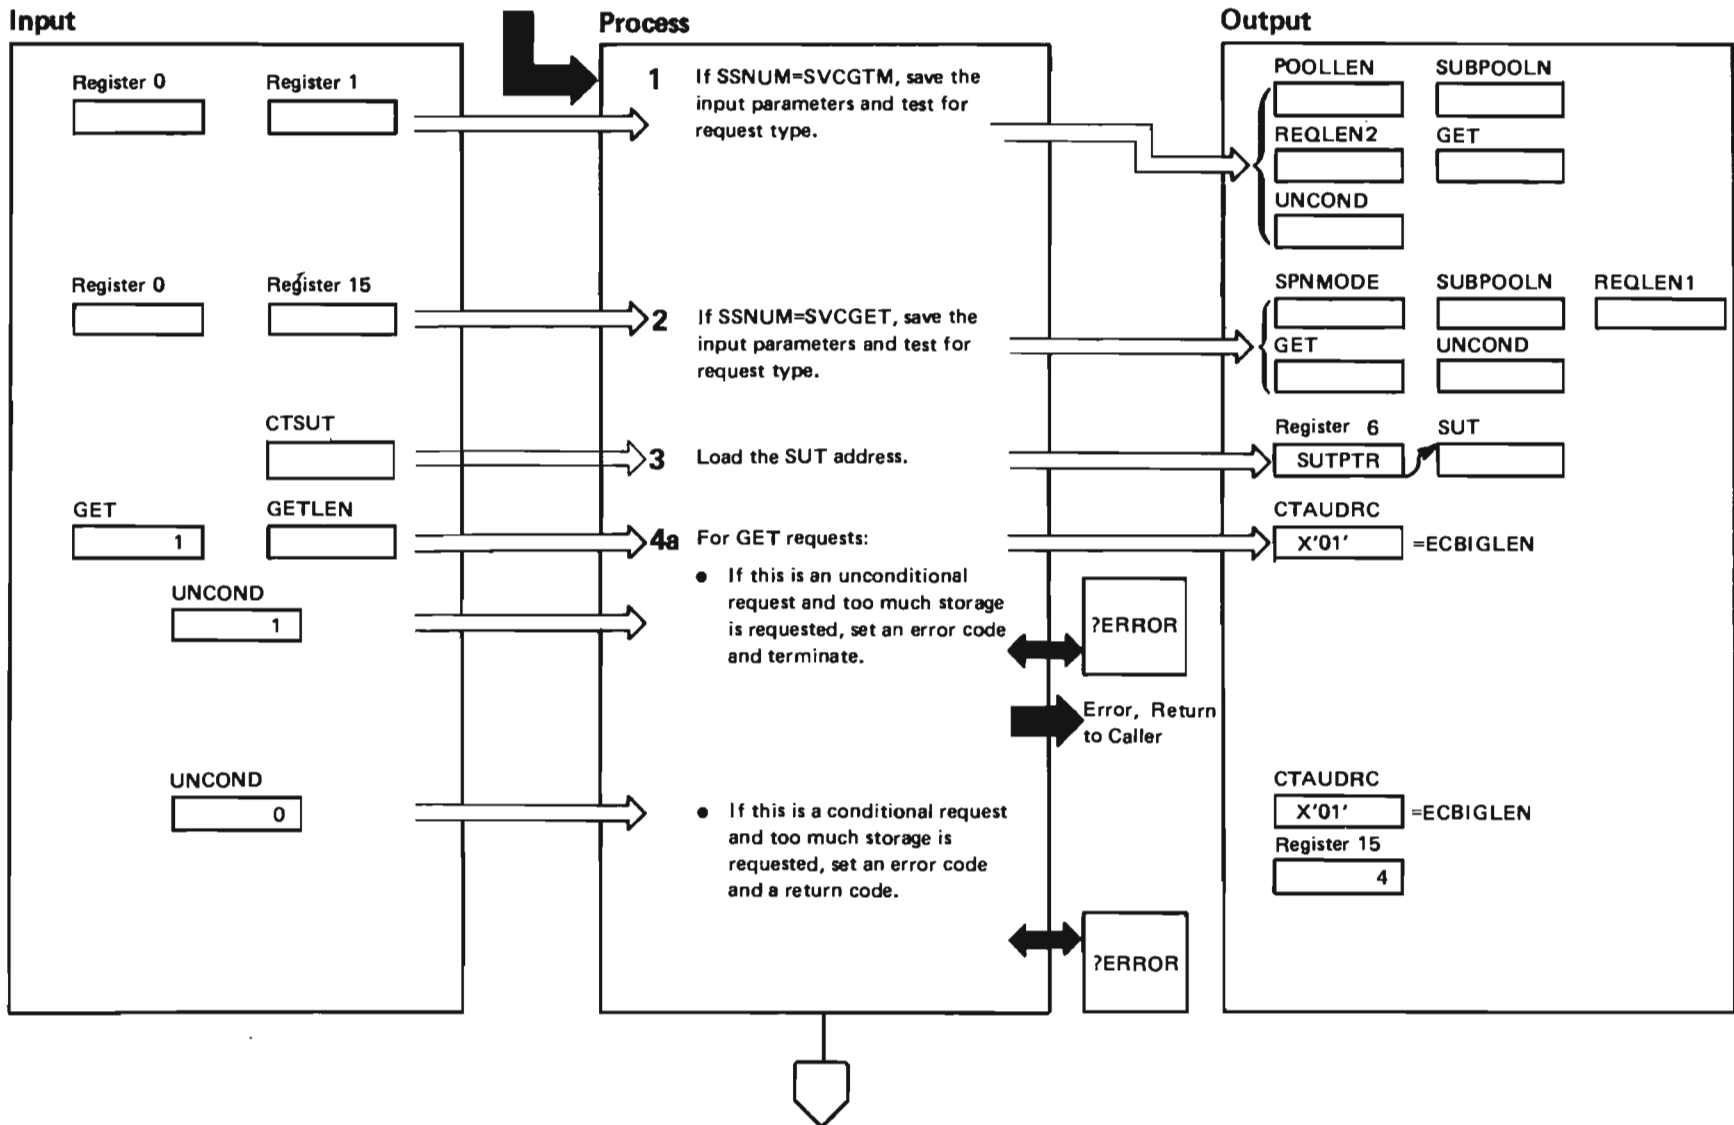 Input
Register 0 Register 1
Register 0 Register 15
CTSUT
GET GETLEN
1
UNCOND
1
UNCOND
0
Process
1 If SSNUM=SVCGTM, save the
input parameters and test for
request type.
2 If SSNUM=SVCGET, save the
input parameters and test for
request type.
3 Load the SUT address.
4a For GET requests:
• If this is an unconditional
request and too much storage
is requested, set an error code
and terminate.
?ERROR
Error, Return
to Caller
• If this is a conditional request
and too much storage is
requested, set an error code
and a return code.
?ERROR
Output
POOLLEN SUBPOOLN
REQLEN2 GET
UNCOND
SPNMODE SUBPOOLN REQLEN1
GET UNCOND
Register 6 SUT
SUTPTR
CTAUDRC
X'01' =ECBIGLEN
CTAUDRC
X'01' =ECBIGLEN
Register 15
4